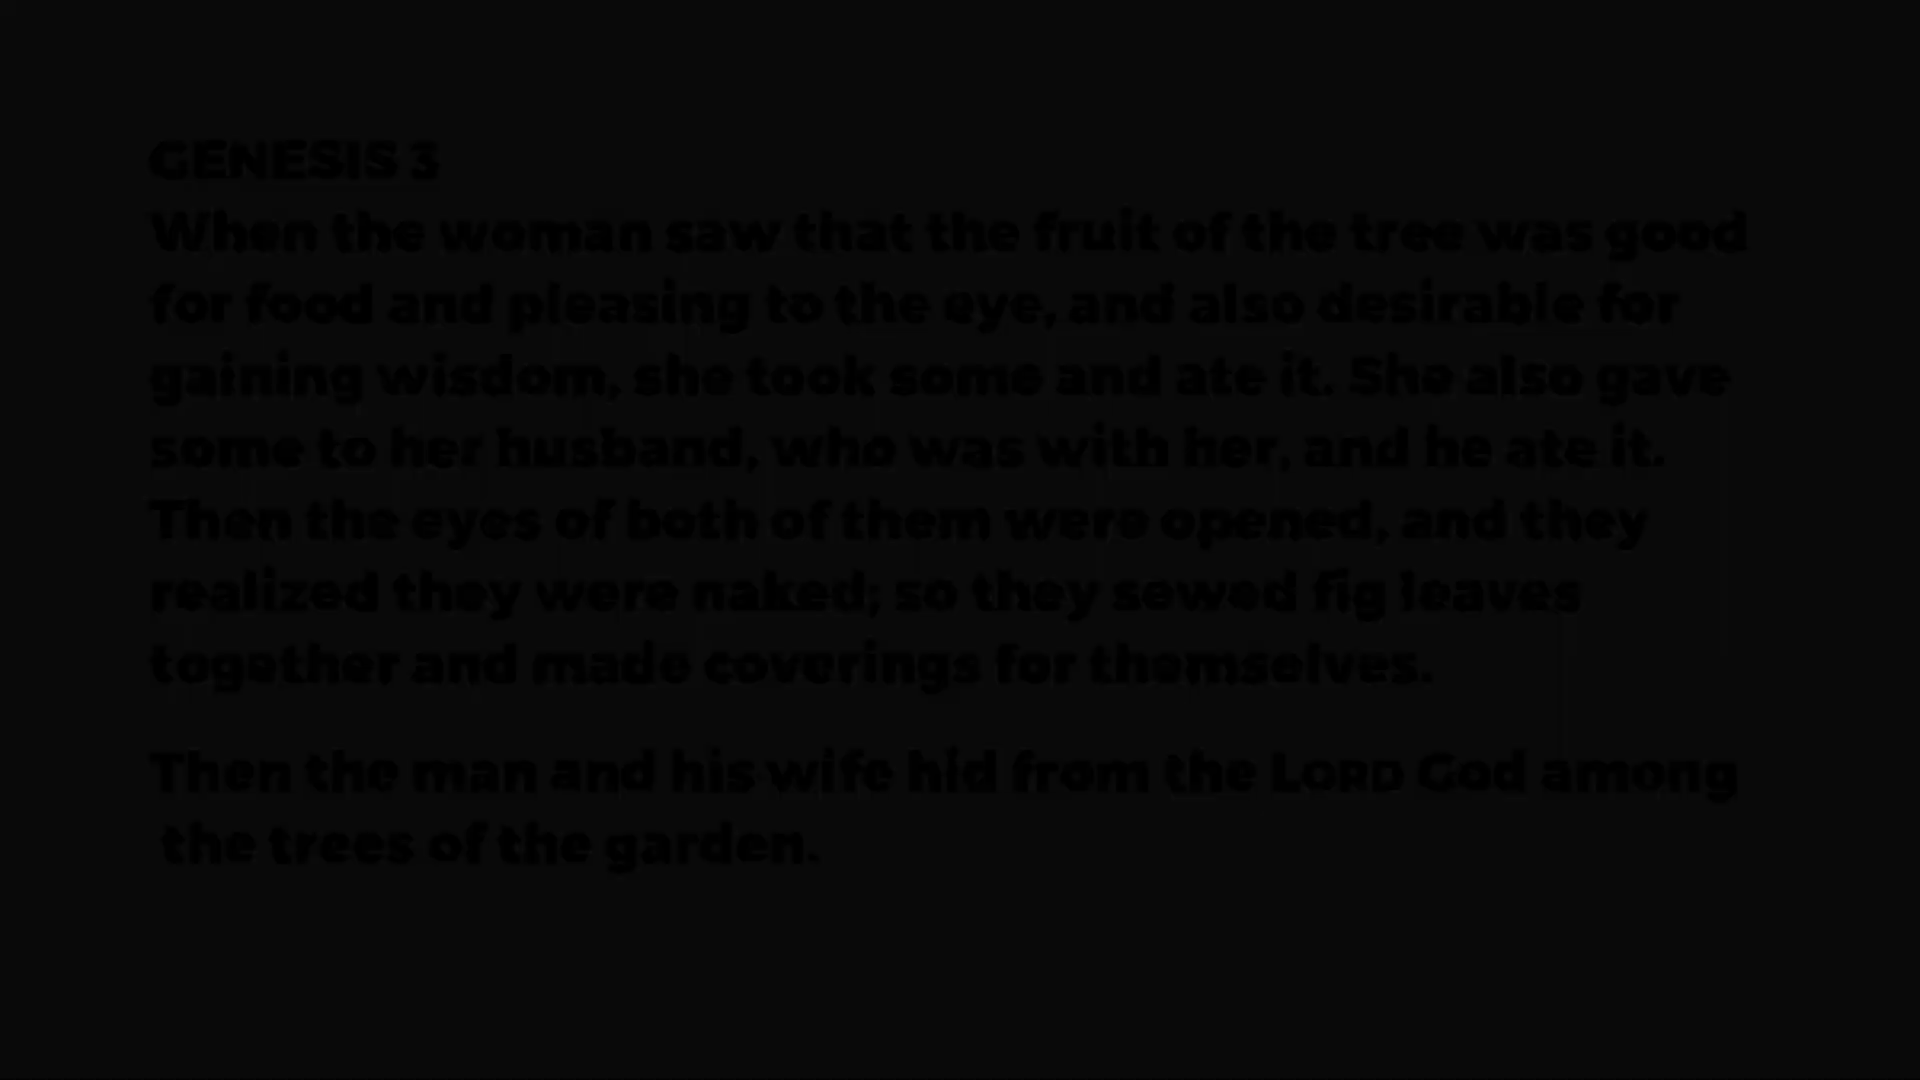 GENESIS 3
When the woman saw that the fruit of the tree was good
for food and pleasing to the eye, and also desirable for
gaining wisdom, she took some and ate it. She also gave
some to her husband, who was with her, and he ate it.
Then the eyes of both of them were opened, and they
realized they were naked; so they sewed fig leaves
together and made coverings for themselves.
Then the man and his wife hid from the LORD God among
the trees of the garden.